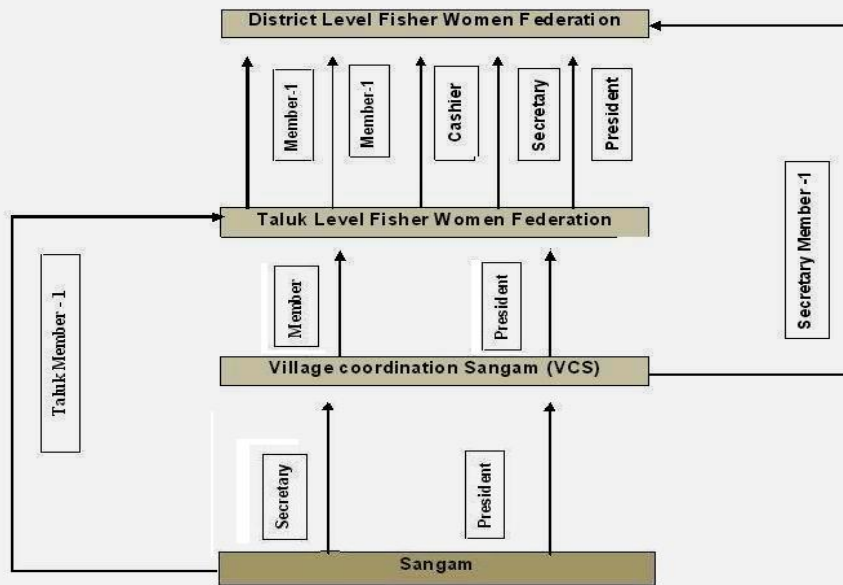 District Level Fisher Women Federation
Member-1
Member-1
Cashier
Secretary
President
Taluk Level Fisher Women Federation
Taluk Member - 1
Member
President
Secretary Member -1
Village coordination Sangam (VCS)
Secretary
President
Sangam